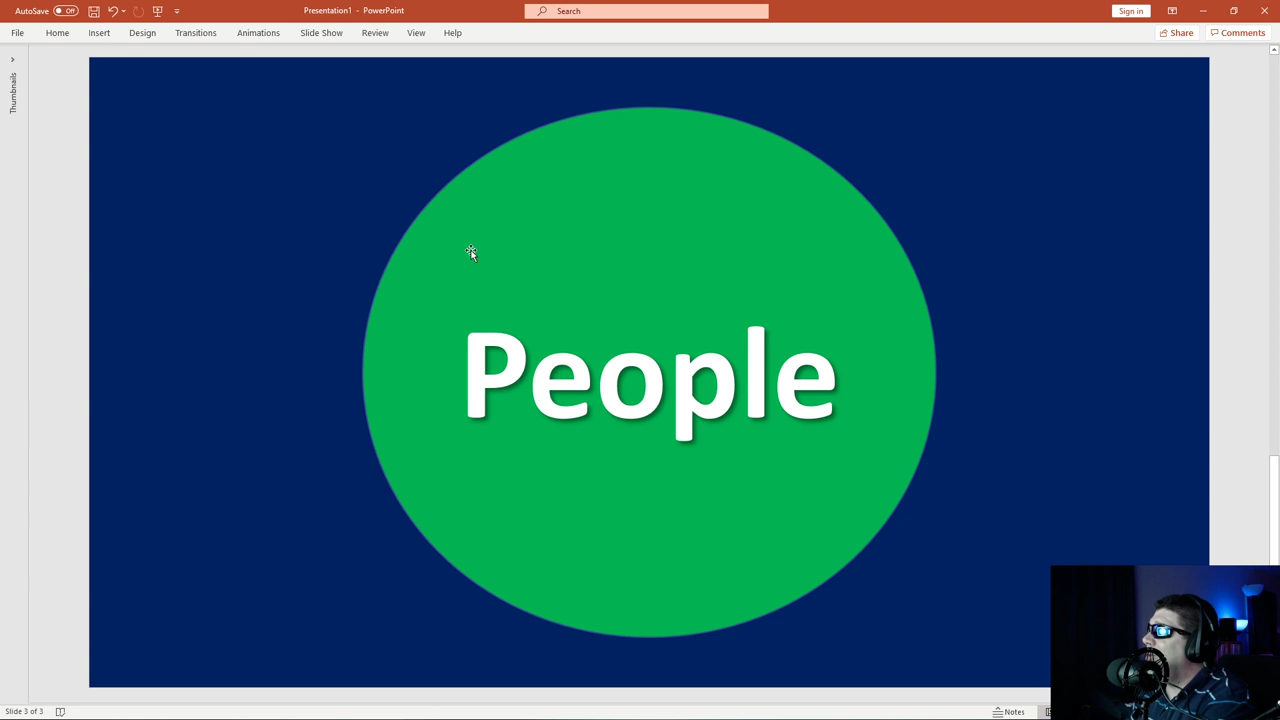 AutoSave Off Presentation1 - PowerPoint Search Sign in
File Home Insert Design Transitions Animations Slide Show Review View Help Share Comments
Thumbnails
People
Slide 3 of 3 Notes